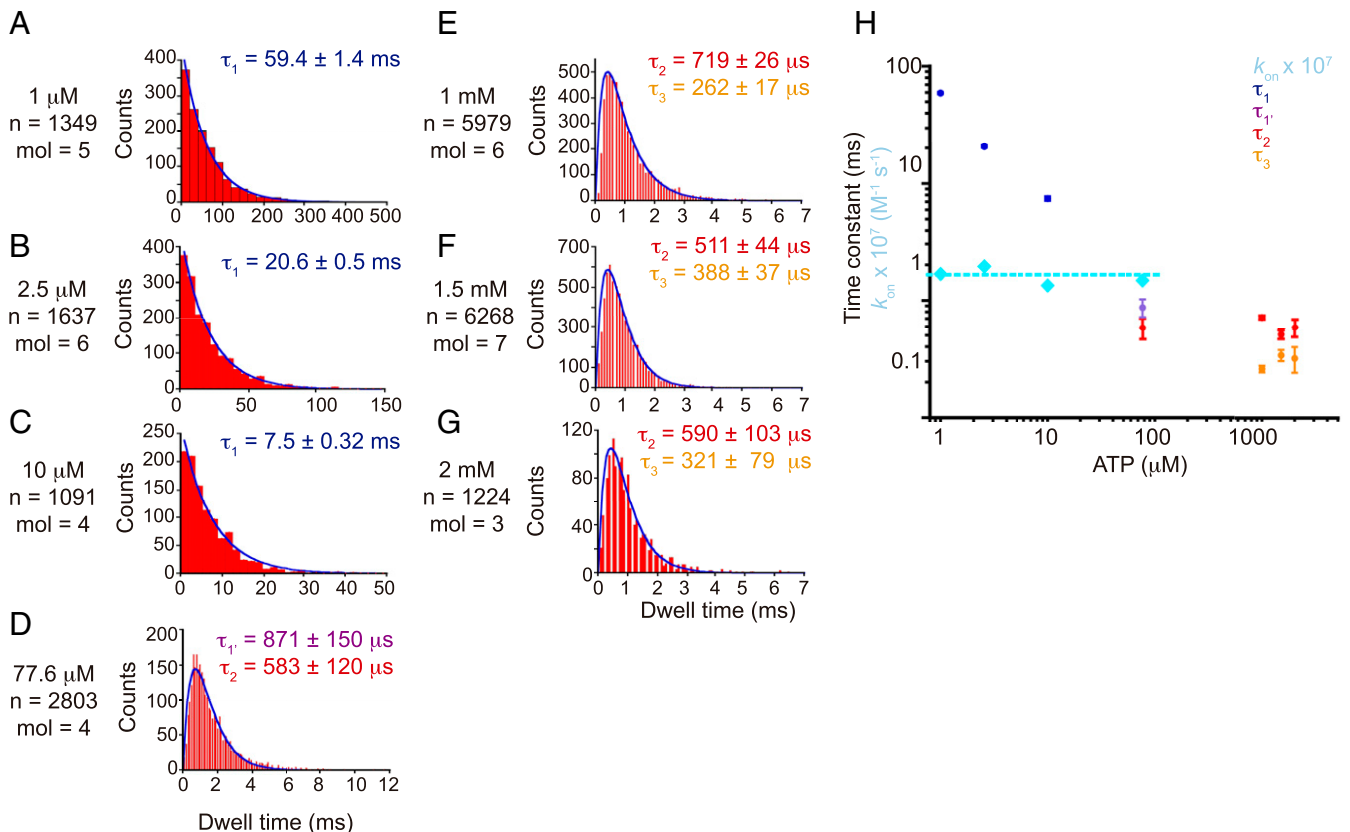 A
1 μM
n = 1349
mol = 5
Counts
400
300
200
100
0
τ1 = 59.4 ± 1.4 ms
0 100 200 300 400 500
B
2.5 μM
n = 1637
mol = 6
Counts
400
300
200
100
0
τ1 = 20.6 ± 0.5 ms
0 50 100 150
C
10 μM
n = 1091
mol = 4
Counts
250
200
150
100
50
0
τ1 = 7.5 ± 0.32 ms
0 10 20 30 40 50
D
77.6 μM
n = 2803
mol = 4
Counts
200
150
100
50
0
τ1' = 871 ± 150 μs
τ2 = 583 ± 120 μs
0 2 4 6 8 10 12
Dwell time (ms)
E
1 mM
n = 5979
mol = 6
Counts
500
400
300
200
100
0
τ2 = 719 ± 26 μs
τ3 = 262 ± 17 μs
0 1 2 3 4 5 6 7
F
1.5 mM
n = 6268
mol = 7
Counts
700
500
300
100
0
τ2 = 511 ± 44 μs
τ3 = 388 ± 37 μs
0 1 2 3 4 5 6 7
G
2 mM
n = 1224
mol = 3
Counts
120
80
40
0
τ2 = 590 ± 103 μs
τ3 = 321 ± 79 μs
0 1 2 3 4 5 6 7
Dwell time (ms)
H
Time constant (ms)
kon x 10⁷ (M⁻¹ s⁻¹)
100
10
1
0.1
kon x 10⁷
τ1
τ1'
τ2
τ3
1 10 100 1000
ATP (μM)